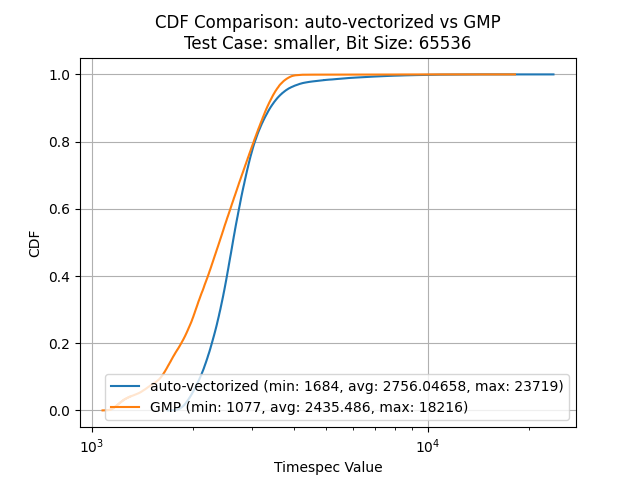 CDF Comparison: auto-vectorized vs GMP
Test Case: smaller, Bit Size: 65536
1.0
0.8
0.6
0.4
0.2
0.0
CDF
auto-vectorized (min: 1684, avg: 2756.04658, max: 23719)
GMP (min: 1077, avg: 2435.486, max: 18216)
10³ 10⁴
Timespec Value